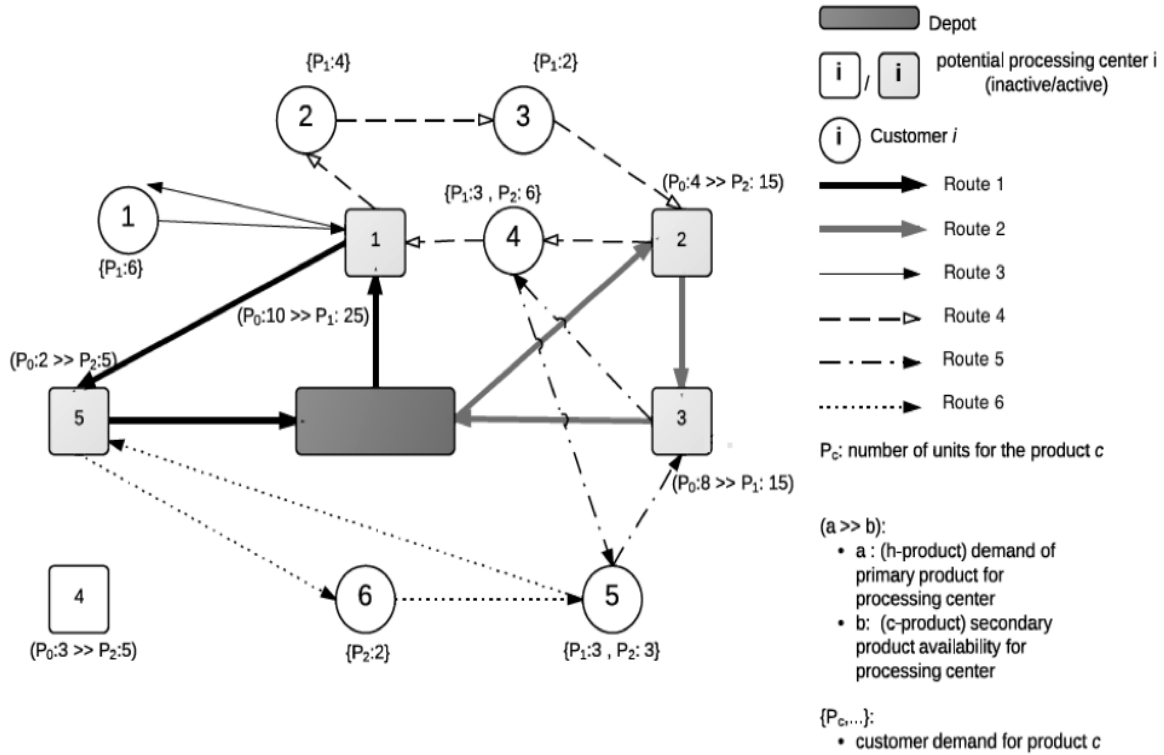 Depot
i / i
potential processing center i
(inactive/active)
i
Customer i
Route 1
Route 2
Route 3
Route 4
Route 5
Route 6
Pc: number of units for the product c
(a >> b):
• a : (h-product) demand of
primary product for
processing center
• b: (c-product) secondary
product availability for
processing center
{Pc,...}:
• customer demand for product c
{P1:4}
{P1:2}
2
3
(P0:4 >> P2: 15)
{P1:3 , P2: 6}
1
1
4
2
{P1:6}
(P0:10 >> P1: 25)
(P0:2 >> P2:5)
5
3
(P0:8 >> P1: 15)
4
6
5
(P0:3 >> P2:5)
{P2:2}
{P1:3 , P2: 3}